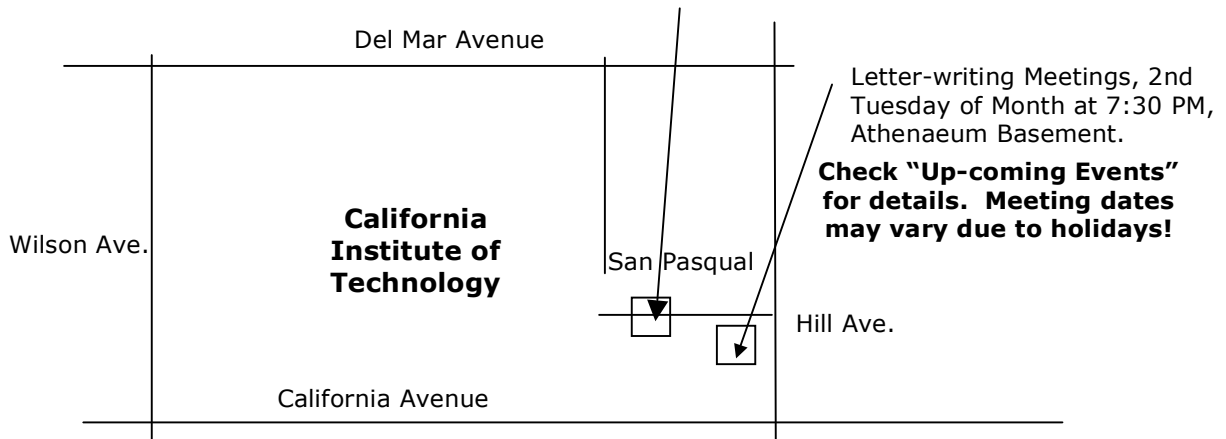 Del Mar Avenue
Letter-writing Meetings, 2nd
Tuesday of Month at 7:30 PM,
Athenaeum Basement.
Check “Up-coming Events”
for details.  Meeting dates
may vary due to holidays!
California
Institute of
Technology
Wilson Ave.
San Pasqual
Hill Ave.
California Avenue